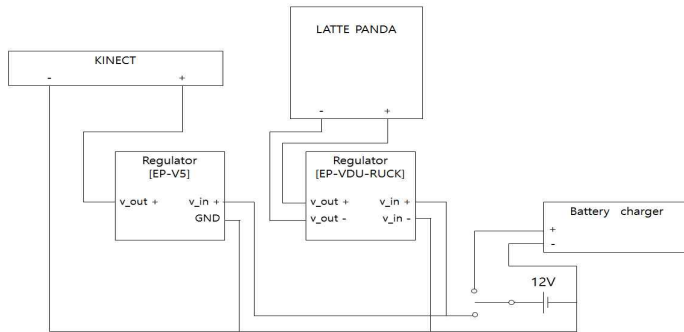 LATTE PANDA
KINECT
- +
- +
Regulator
[EP-V5]
v_out + v_in +
GND
Regulator
[EP-VDU-RUCK]
v_out + v_in +
v_out - v_in -
Battery charger
+
-
12V